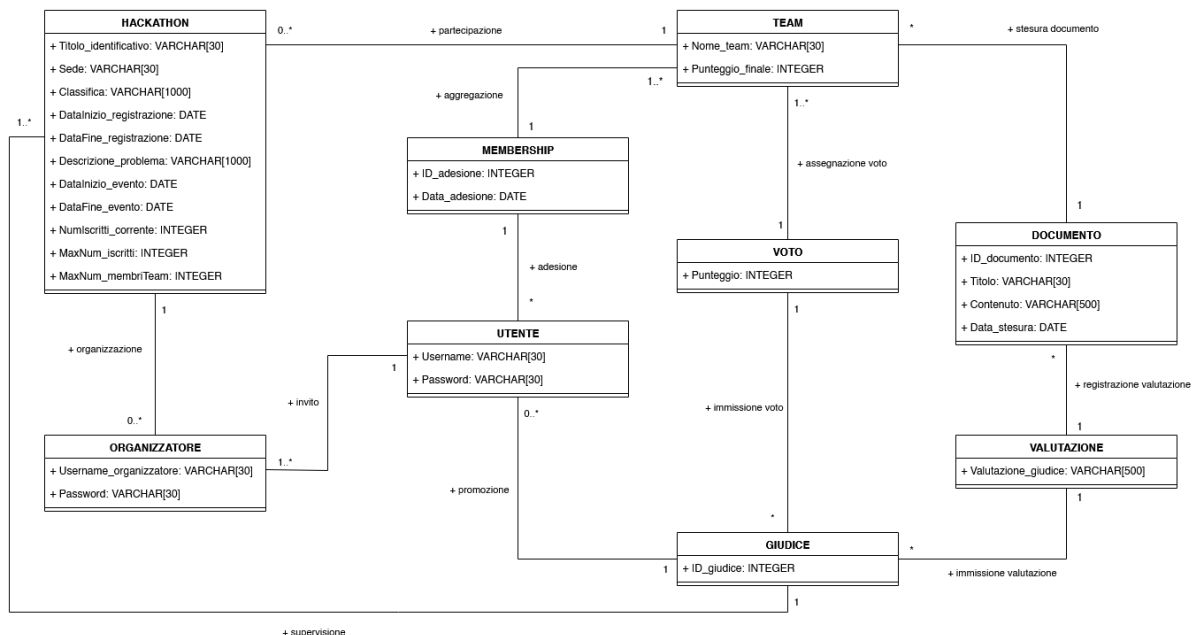 HACKATHON
+ Titolo_identificativo: VARCHAR[30]
+ Sede: VARCHAR[30]
+ Classifica: VARCHAR[1000]
+ DataInizio_registrazione: DATE
+ DataFine_registrazione: DATE
+ Descrizione_problema: VARCHAR[1000]
+ DataInizio_evento: DATE
+ DataFine_evento: DATE
+ NumIscritti_corrente: INTEGER
+ MaxNum_iscritti: INTEGER
+ MaxNum_membriTeam: INTEGER
0..*
+ partecipazione
1
TEAM
+ Nome_team: VARCHAR[30]
+ Punteggio_finale: INTEGER
*
+ stesura documento
1
1..*
+ aggregazione
1
1..*
+ assegnazione voto
1
1..*
MEMBERSHIP
+ ID_adesione: INTEGER
+ Data_adesione: DATE
1
+ adesione
*
VOTO
+ Punteggio: INTEGER
1
+ immissione voto
*
DOCUMENTO
+ ID_documento: INTEGER
+ Titolo: VARCHAR[30]
+ Contenuto: VARCHAR[500]
+ Data_stesura: DATE
*
+ registrazione valutazione
1
1
+ organizzazione
0..*
UTENTE
+ Username: VARCHAR[30]
+ Password: VARCHAR[30]
1
+ invito
1..*
0..*
+ promozione
1
ORGANIZZATORE
+ Username_organizzatore: VARCHAR[30]
+ Password: VARCHAR[30]
VALUTAZIONE
+ Valutazione_giudice: VARCHAR[500]
1
*
+ immissione valutazione
GIUDICE
+ ID_giudice: INTEGER
1
+ supervisione